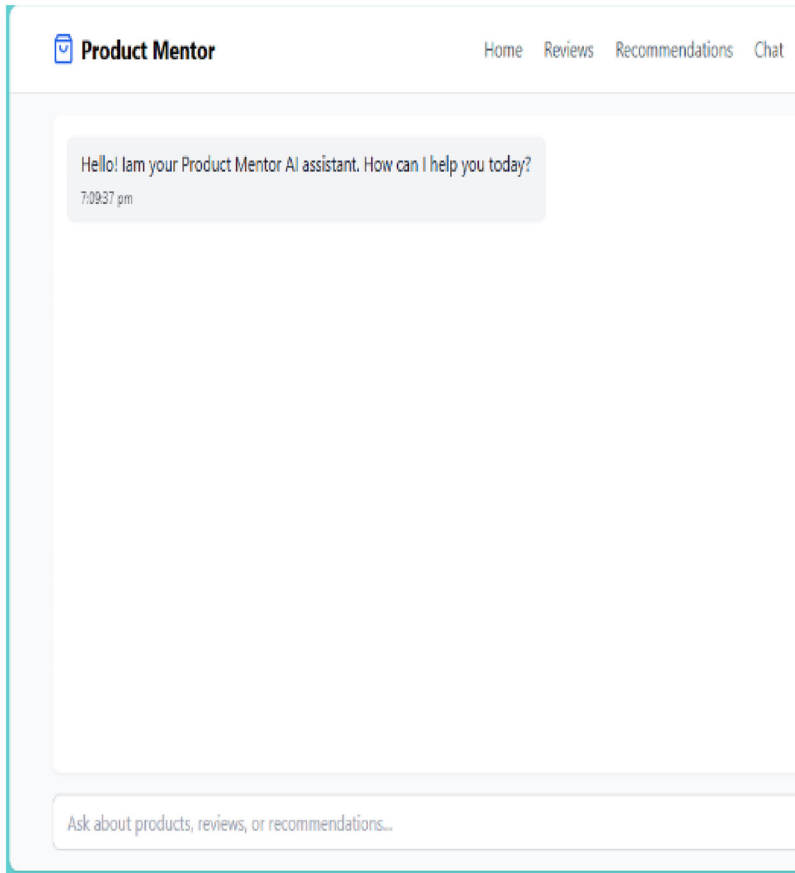 Product Mentor Home Reviews Recommendations Chat
Hello! Iam your Product Mentor AI assistant. How can I help you today?
7:09:37 pm
Ask about products, reviews, or recommendations...